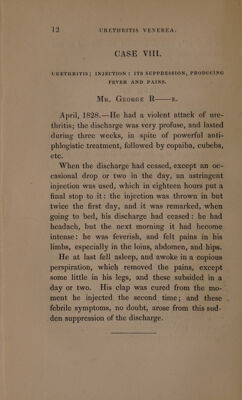 12 URETHRITIS VENEREA.
CASE VIII.
URETHRITIS; INJECTION; ITS SUPPRESSION, PRODUCING
FEVER AND PAINS.
MR. GEORGE R——S.
April, 1828.—He had a violent attack of ure-
thritis; the discharge was very profuse, and lasted
during three weeks, in spite of powerful anti-
phlogistic treatment, followed by copaiba, cubebs,
etc.
When the discharge had ceased, except an oc-
casional drop or two in the day, an astringent
injection was used, which in eighteen hours put a
final stop to it: the injection was thrown in but
twice the first day, and it was remarked, when
going to bed, his discharge had ceased: he had
headach, but the next morning it had become
intense: he was feverish, and felt pains in his
limbs, especially in the loins, abdomen, and hips.
He at last fell asleep, and awoke in a copious
perspiration, which removed the pains, except
some little in his legs, and these subsided in a
day or two. His clap was cured from the mo-
ment he injected the second time; and these
febrile symptoms, no doubt, arose from this sud-
den suppression of the discharge.